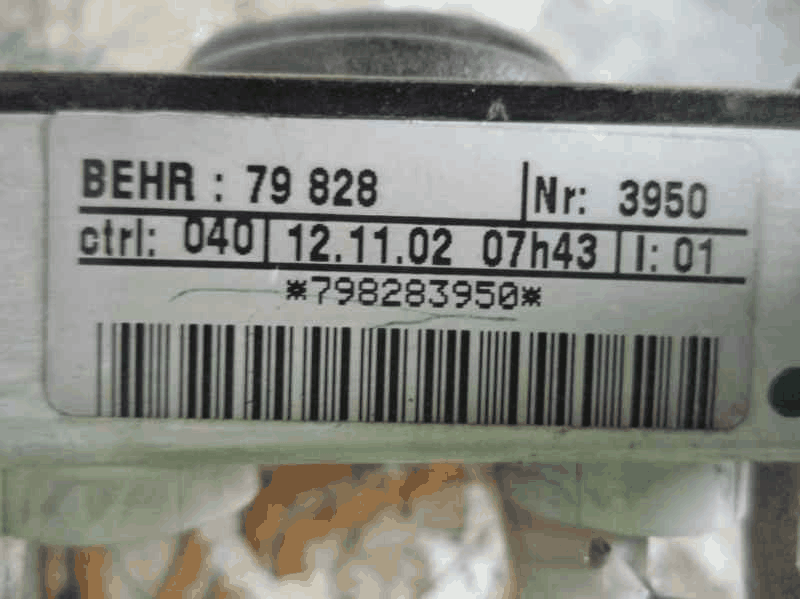 BEHR : 79 828 Nr: 3950
ctrl: 040 12.11.02 07h43 I: 01
*798283950*